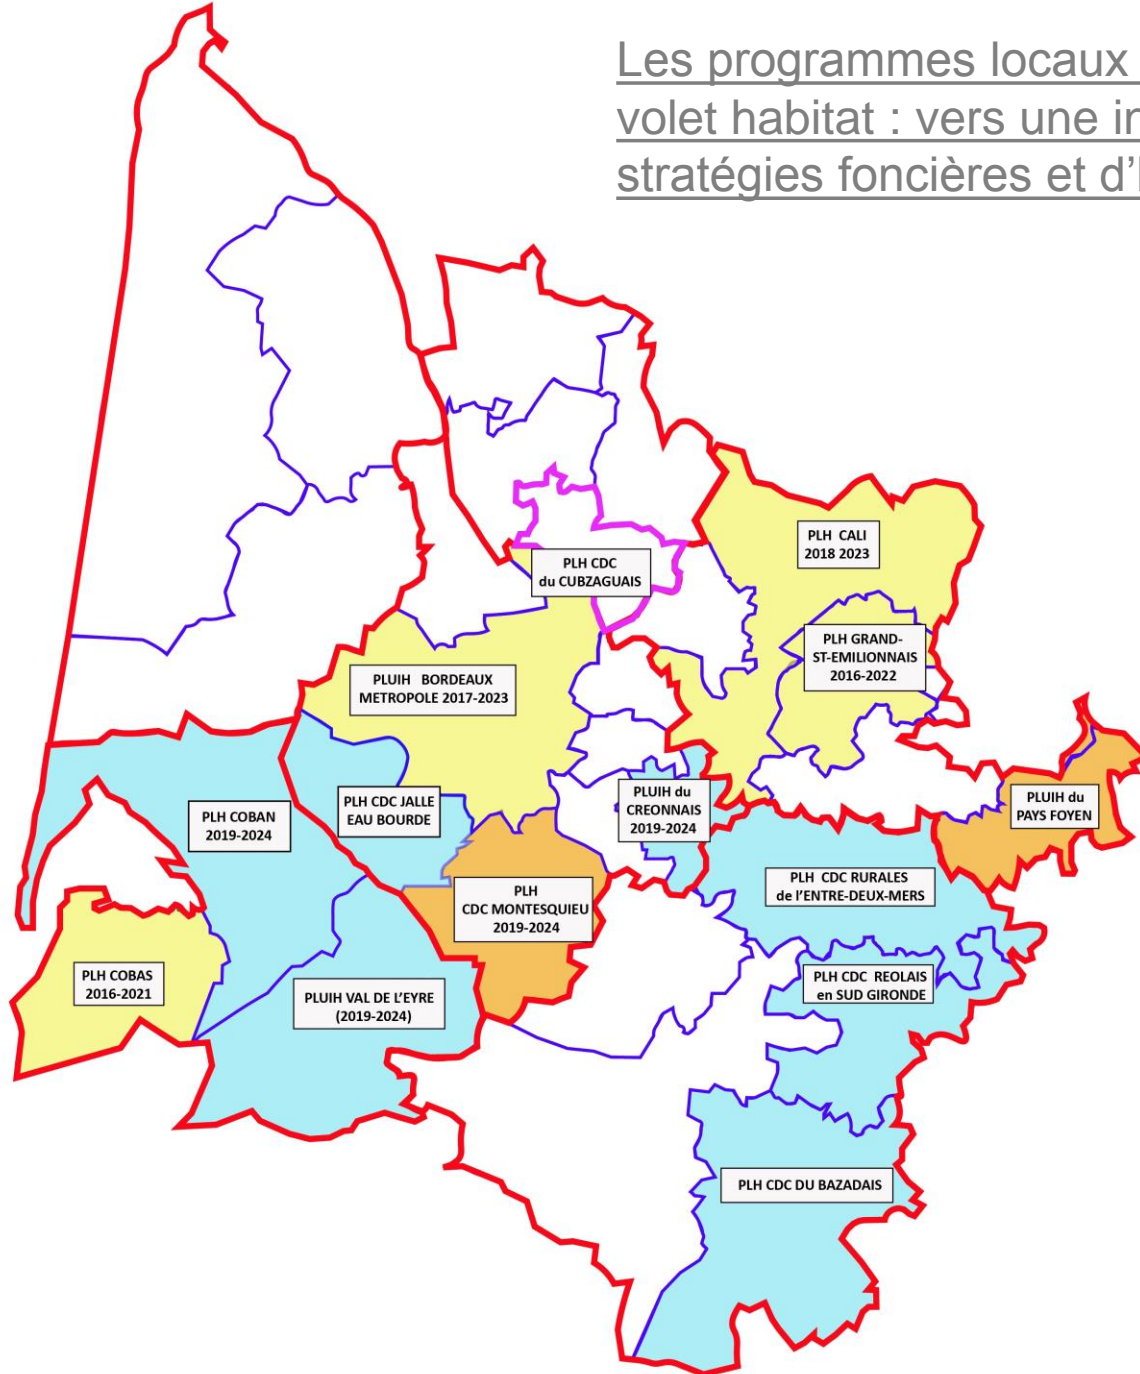 Les programmes locaux
volet habitat : vers une
stratégies foncières et
PLH CALI
2018 2023
PLH CDC
du CUBZAGUAIS
PLH GRAND-
ST-EMILIONNAIS
2016-2022
PLUIH BORDEAUX
METROPOLE 2017-2023
PLUIH du
CREONNAIS
2019-2024
PLUIH du
PAYS FOYEN
PLH COBAN
2019-2024
PLH CDC JALLE
EAU BOURDE
PLH CDC RURALES
de l'ENTRE-DEUX-MERS
PLH
CDC MONTESQUIEU
2019-2024
PLH COBAS
2016-2021
PLUIH VAL DE L'EYRE
(2019-2024)
PLH CDC REOLAIS
en SUD GIRONDE
PLH CDC DU BAZADAIS